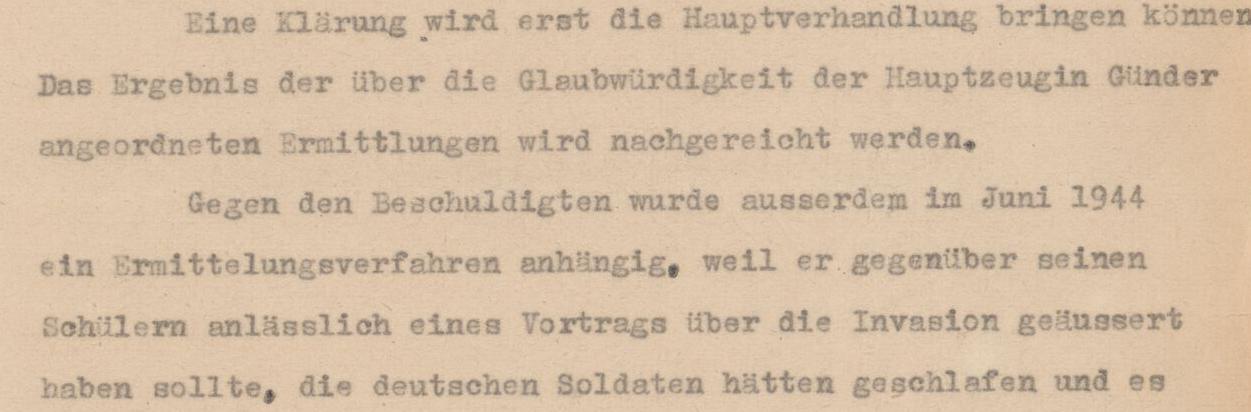 Eine Klärung wird erst die Hauptverhandlung bringen können
Das Ergebnis der über die Glaubwürdigkeit der Hauptzeugin Günder
angeordneten Ermittlungen wird nachgereicht werden.
Gegen den Beschuldigten wurde ausserdem im Juni 1944
ein Ermittelungsverfahren anhängig, weil er gegenüber seinen
Schülern anlässlich eines Vortrags über die Invasion geäussert
haben sollte, die deutschen Soldaten hätten geschlafen und es